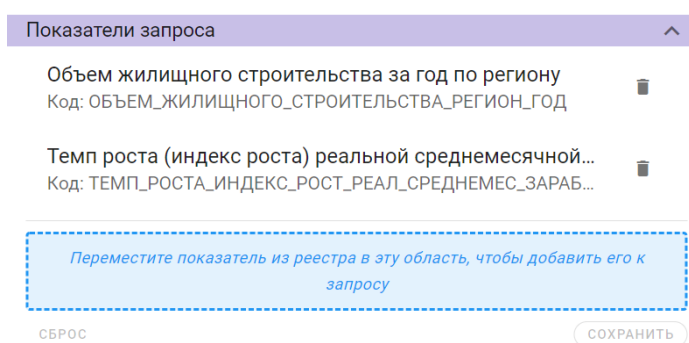 Показатели запроса
Объем жилищного строительства за год по региону
Код: ОБЪЕМ_ЖИЛИЩНОГО_СТРОИТЕЛЬСТВА_РЕГИОН_ГОД
Темп роста (индекс роста) реальной среднемесячной...
Код: ТЕМП_РОСТА_ИНДЕКС_РОСТ_РЕАЛ_СРЕДНЕМЕС_ЗАРАБ...
Переместите показатель из реестра в эту область, чтобы добавить его к
запросу
СБРОС
СОХРАНИТЬ